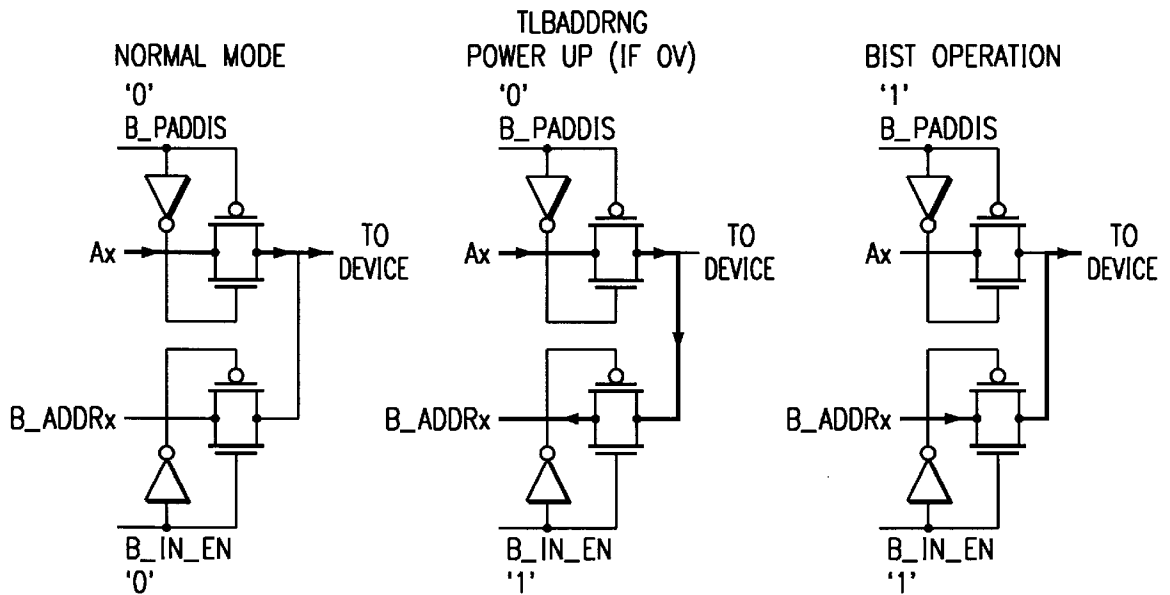 NORMAL MODE
'0'
B_PADDIS
Ax
TO
DEVICE
B_ADDRx
B_IN_EN
'0'
TLBADDRNG
POWER UP (IF 0V)
'0'
B_PADDIS
Ax
TO
DEVICE
B_ADDRx
B_IN_EN
'1'
BIST OPERATION
'1'
B_PADDIS
Ax
TO
DEVICE
B_ADDRx
B_IN_EN
'1'